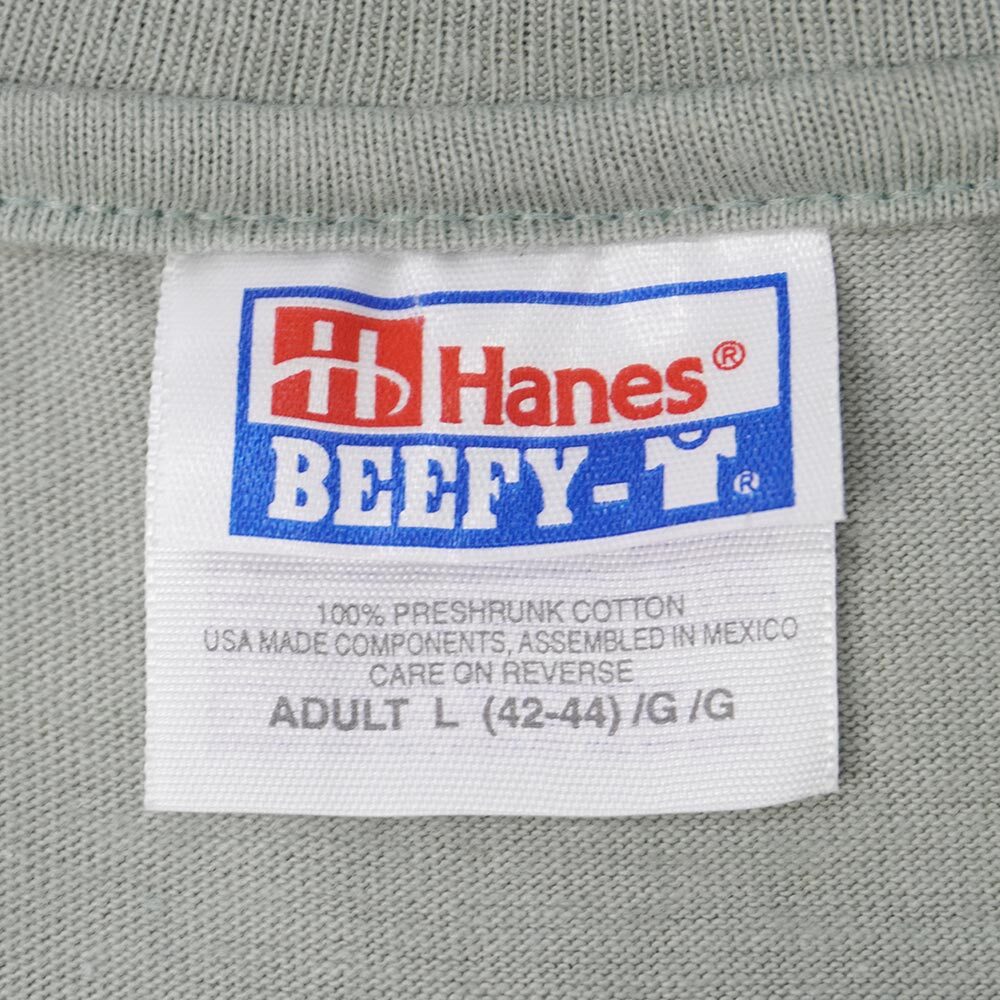 H Hanes®
BEEFY-T®
100% PRESHRUNK COTTON
USA MADE COMPONENTS, ASSEMBLED IN MEXICO
CARE ON REVERSE
ADULT L (42-44) /G /G